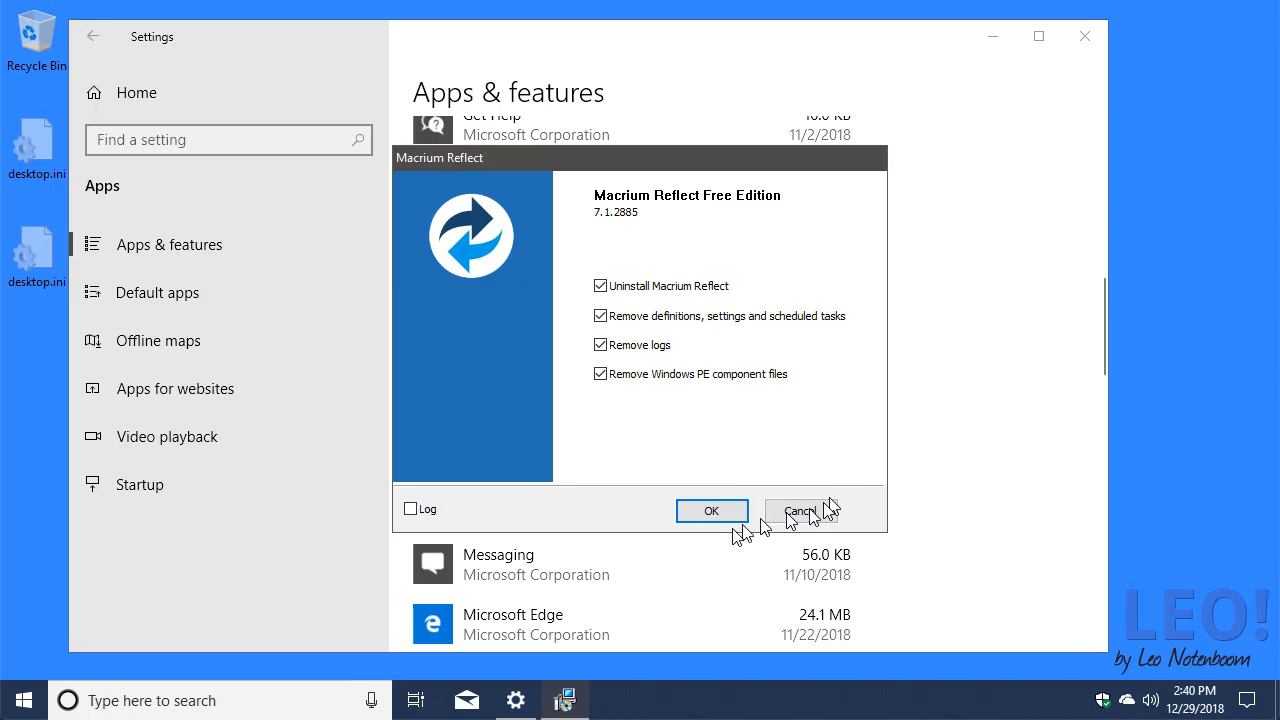 Recycle Bin
desktop.ini
desktop.ini
Settings
Home
Find a setting
Apps
Apps & features
Default apps
Offline maps
Apps for websites
Video playback
Startup
Apps & features
Get Help 16.0 KB
Microsoft Corporation 11/2/2018
Macrium Reflect
Macrium Reflect Free Edition
7.1.2885
Uninstall Macrium Reflect
Remove definitions, settings and scheduled tasks
Remove logs
Remove Windows PE component files
Log
OK
Cancel
Messaging 56.0 KB
Microsoft Corporation 11/10/2018
Microsoft Edge 24.1 MB
Microsoft Corporation 11/22/2018
LEO!
by Leo Notenboom
Type here to search
2:40 PM
12/29/2018